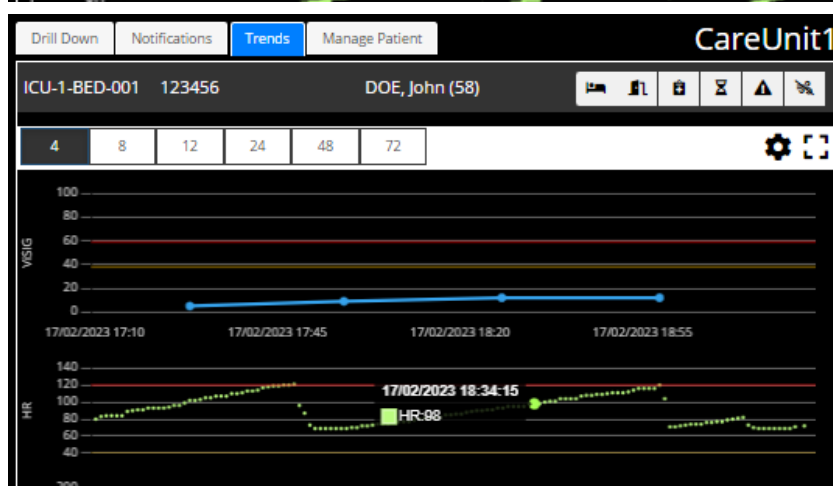 Drill Down Notifications Trends Manage Patient CareUnit1
ICU-1-BED-001 123456 DOE, John (58)
4 8 12 24 48 72
100
80
60
40
20
0
VISIG
17/02/2023 17:10 17/02/2023 17:45 17/02/2023 18:20 17/02/2023 18:55
140
120
100
80
60
40
HR
17/02/2023 18:34:15
HR:98
200